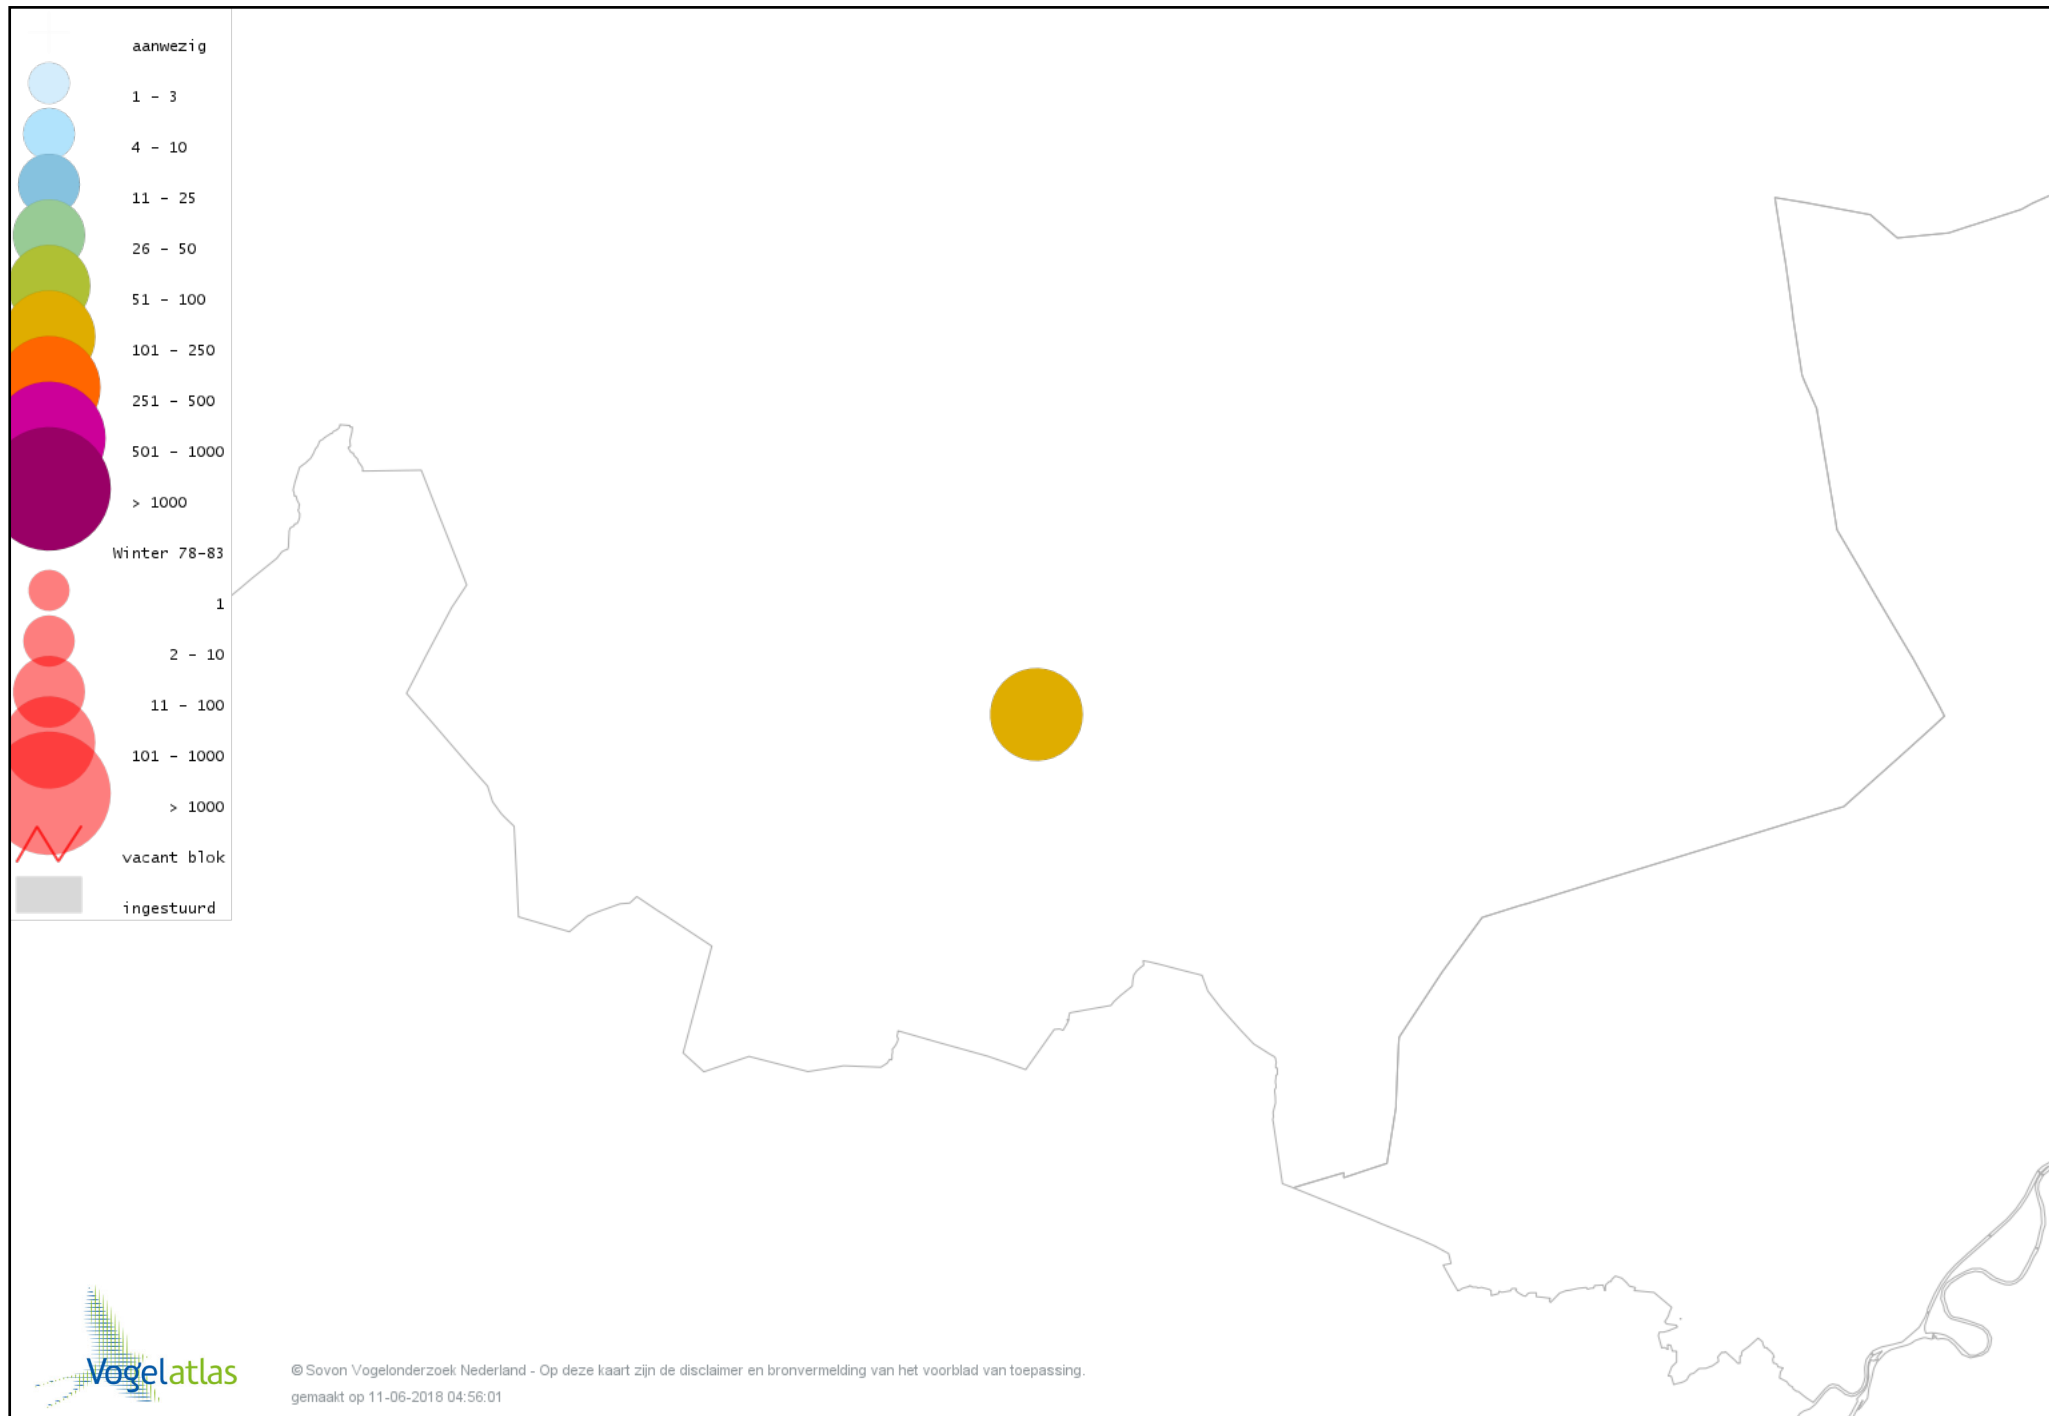 aanwezig
1 - 3
4 - 10
11 - 25
26 - 50
51 - 100
101 - 250
251 - 500
501 - 1000
> 1000
Winter 78-83
1
2 - 10
11 - 100
101 - 1000
> 1000
vacant blok
ingestuurd
Vogelatlas
© Sovon Vogelonderzoek Nederland - Op deze kaart zijn de disclaimer en bronvermelding van het voorblad van toepassing.
gemaakt op 11-06-2018 04:56:01